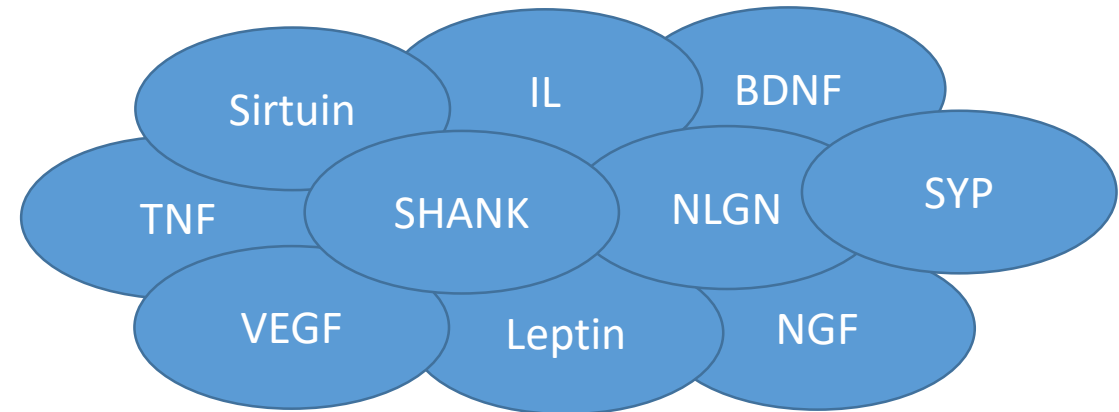 Sirtuin
IL
BDNF
TNF
SHANK
NLGN
SYP
VEGF
Leptin
NGF